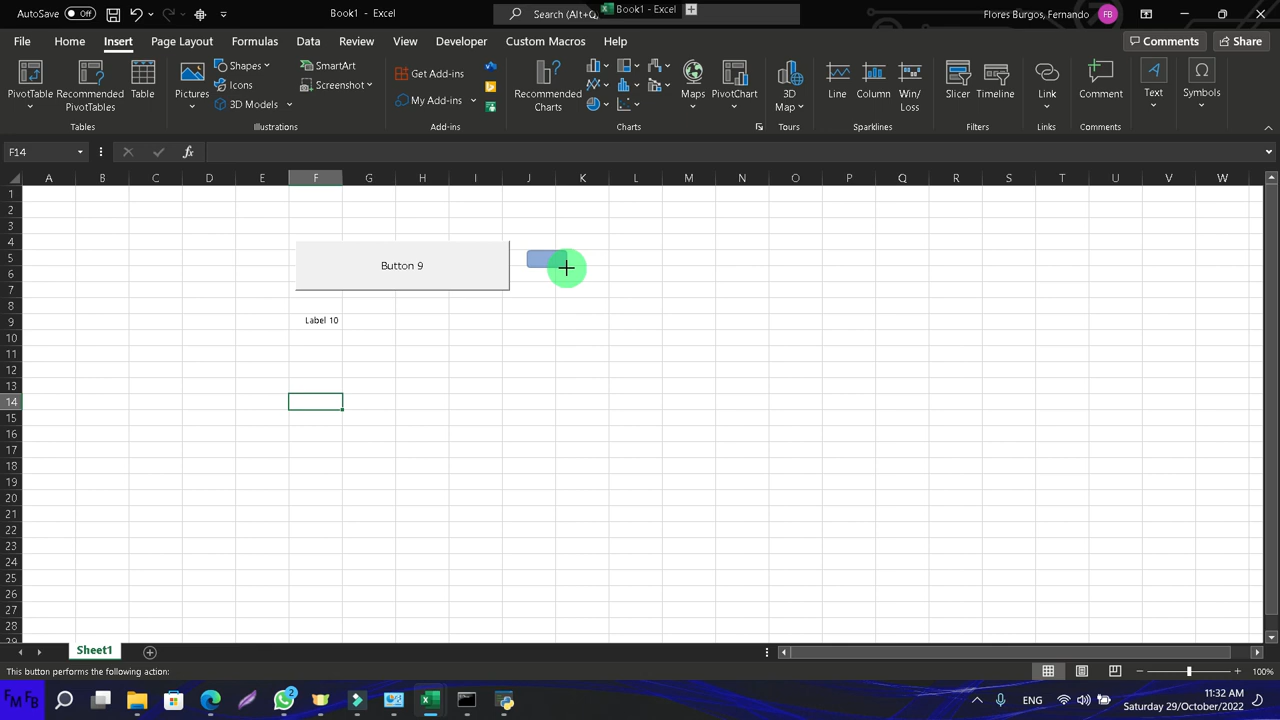 AutoSave Off Book1 - Excel Search (Alt+Q Book1 - Excel Flores Burgos, Fernando FB
File Home Insert Page Layout Formulas Data Review View Developer Custom Macros Help Comments Share
PivotTable Recommended PivotTables Table
Pictures Shapes Icons 3D Models SmartArt Screenshot
Get Add-ins My Add-ins
Recommended Charts Maps PivotChart
3D Map Line Column Win/Loss
Slicer Timeline Link Comment Text Symbols
Tables Illustrations Add-ins Charts Tours Sparklines Filters Links Comments
F14 fx
A B C D E F G H I J K L M N O P Q R S T U V W
1
2
3
4
5
6
Button 9
7
8
9
Label 10
10
11
12
13
14
15
16
17
18
19
20
21
22
23
24
25
26
27
28
29
Sheet1
This button performs the following action: 100%
FM FB 2 ENG 11:32 AM
Saturday 29/October/2022